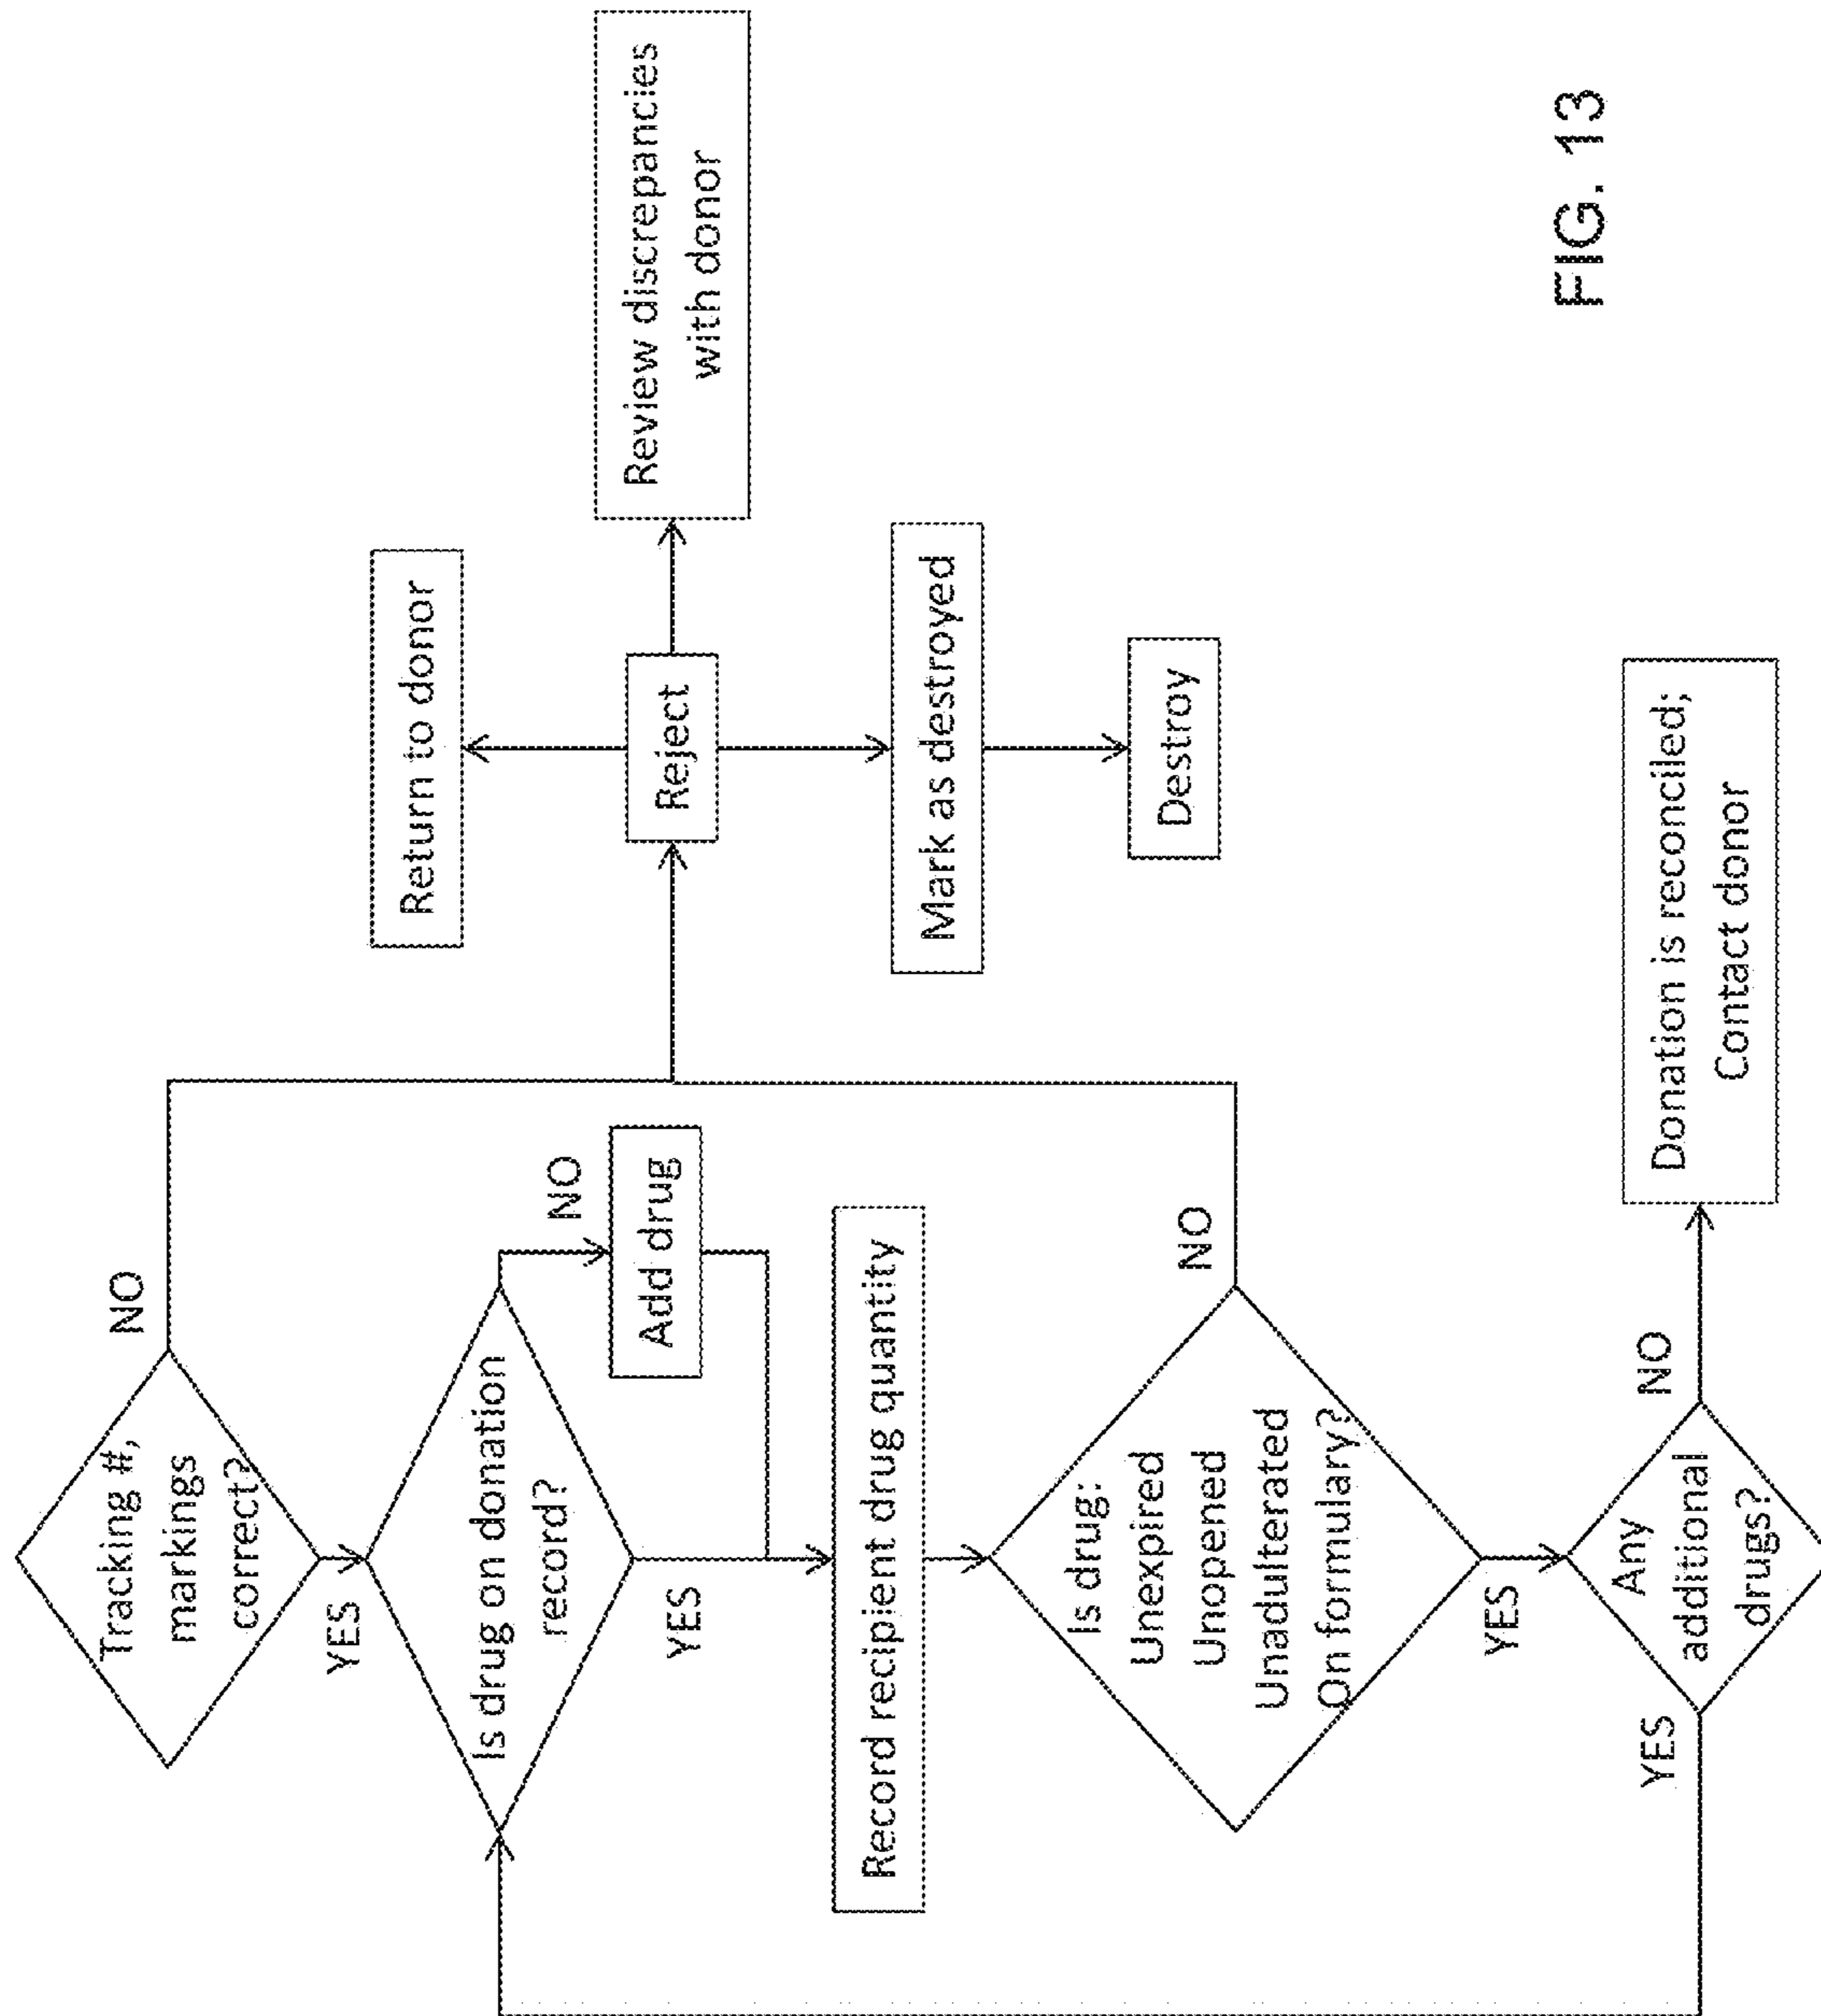 Tracking #,
markings
correct?
NO
YES
Is drug on donation
record?
NO
Add drug
YES
Record recipient drug quantity
Is drug:
Unexpired
Unopened
Unadulterated
On formulary?
NO
YES
Any
additional
drugs?
YES
NO
Donation is reconciled;
Contact donor
Return to donor
Reject
Review discrepancies
with donor
Mark as destroyed
Destroy
FIG. 13